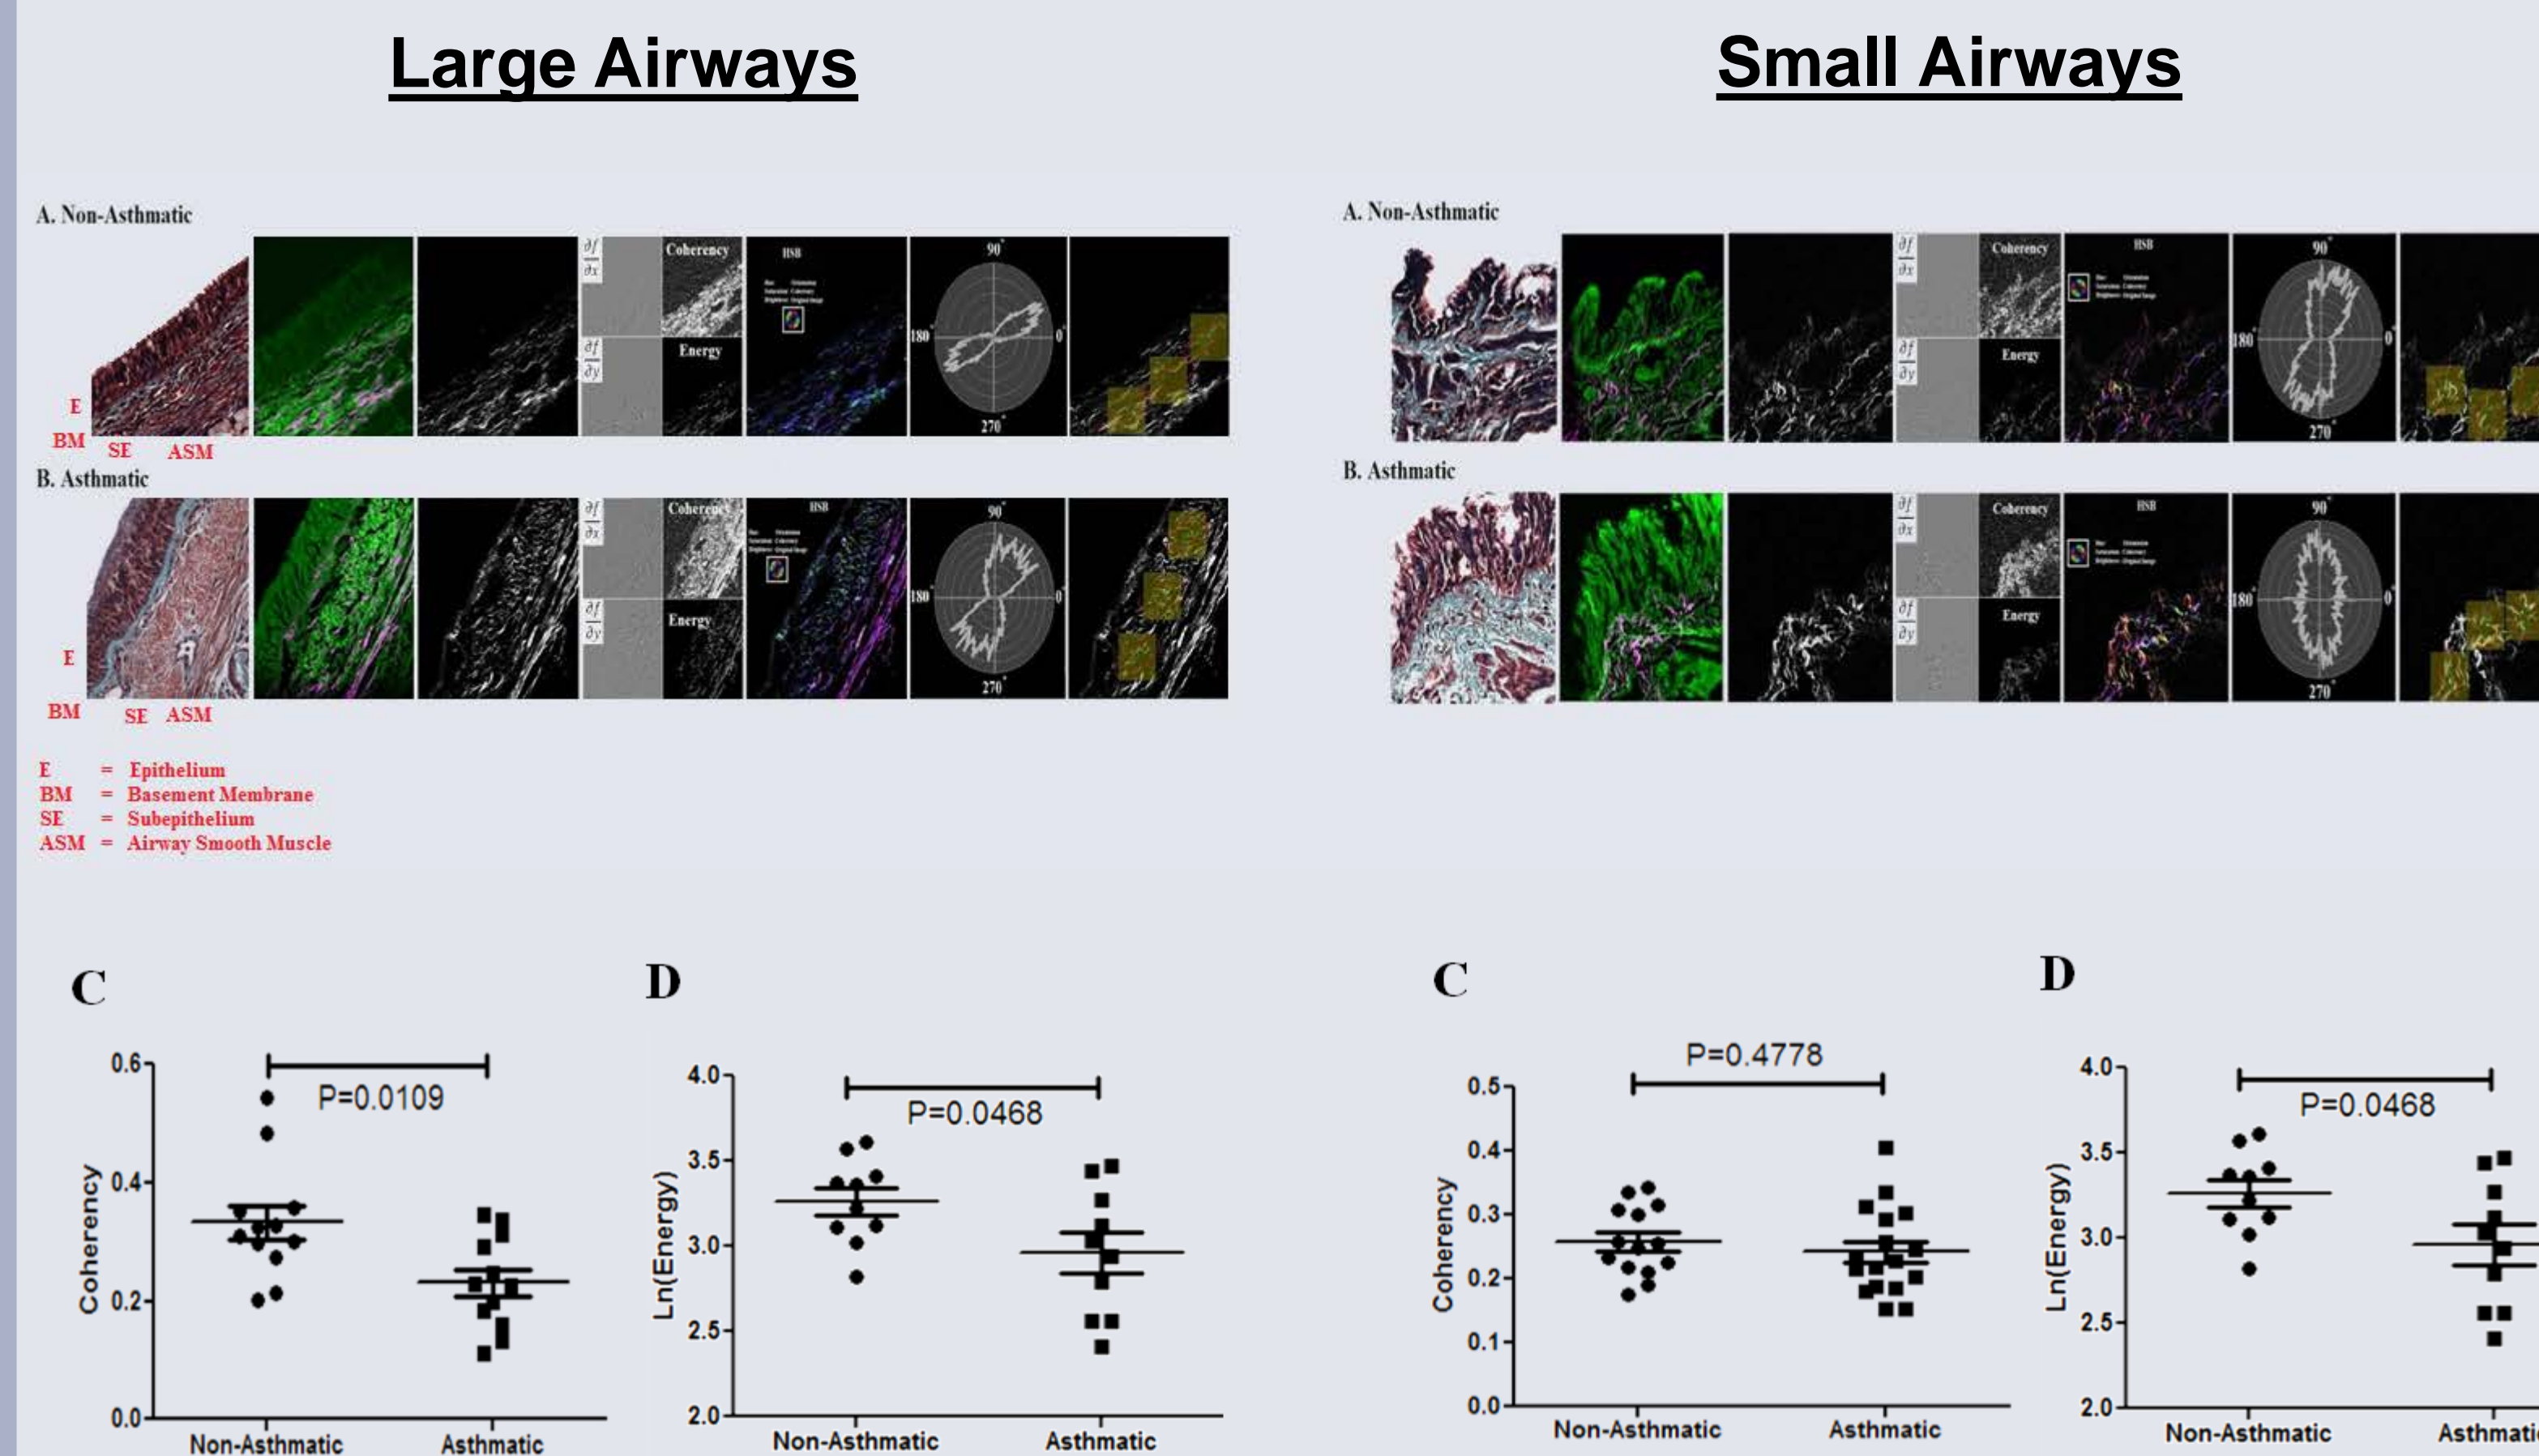 Large Airways
Small Airways
A. Non-Asthmatic
∂f
∂x
Coherency
∂f
∂y
Energy
HSB
90°
180°
0°
270°
E
BM
SE
ASM
B. Asthmatic
∂f
∂x
Coherency
∂f
∂y
Energy
HSB
90°
180°
0°
270°
E
BM
SE
ASM
E = Epithelium
BM = Basement Membrane
SE = Subepithelium
ASM = Airway Smooth Muscle
A. Non-Asthmatic
∂f
∂x
Coherency
∂f
∂y
Energy
HSB
90°
180°
0°
270°
B. Asthmatic
∂f
∂x
Coherency
∂f
∂y
Energy
HSB
90°
180°
0°
270°
C
0.6
0.4
0.2
0.0
Coherency
P=0.0109
Non-Asthmatic
Asthmatic
D
4.0
3.5
3.0
2.5
2.0
Ln(Energy)
P=0.0468
Non-Asthmatic
Asthmatic
C
0.5
0.4
0.3
0.2
0.1
0.0
Coherency
P=0.4778
Non-Asthmatic
Asthmatic
D
4.0
3.5
3.0
2.5
2.0
Ln(Energy)
P=0.0468
Non-Asthmatic